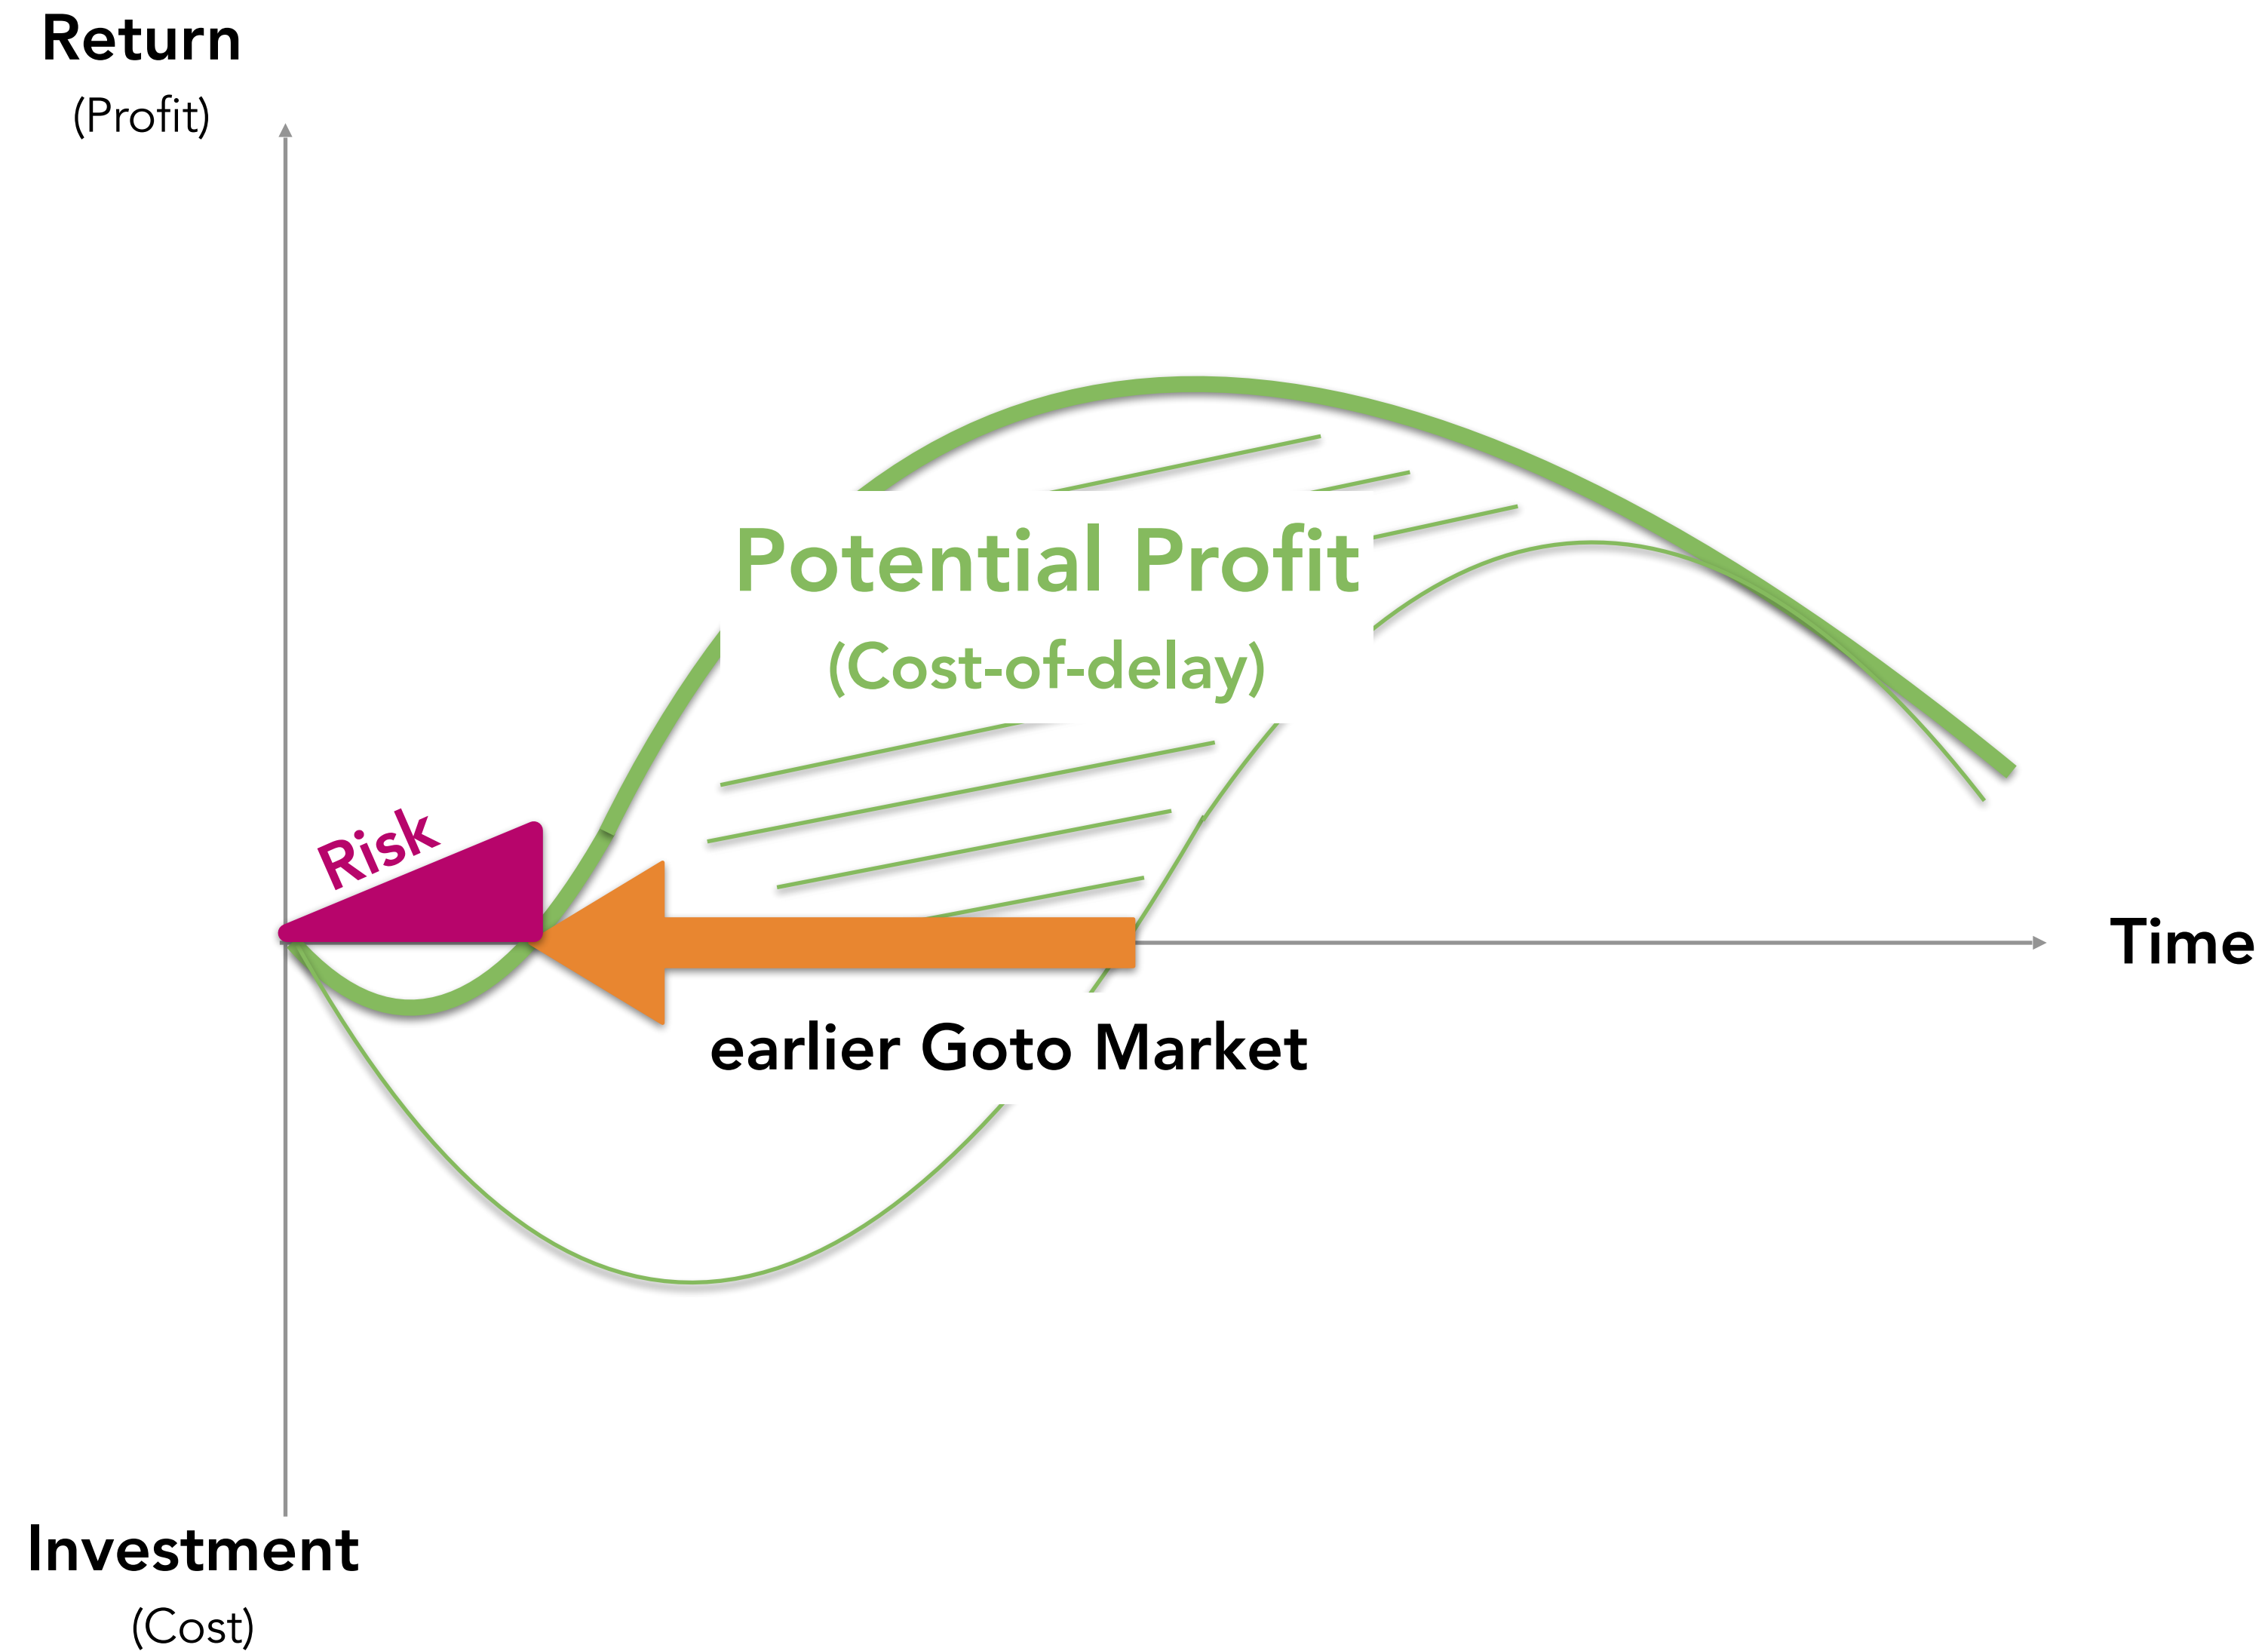 Return
(Profit)
Potential Profit
(Cost-of-delay)
Risk
Time
earlier Goto Market
Investment
(Cost)